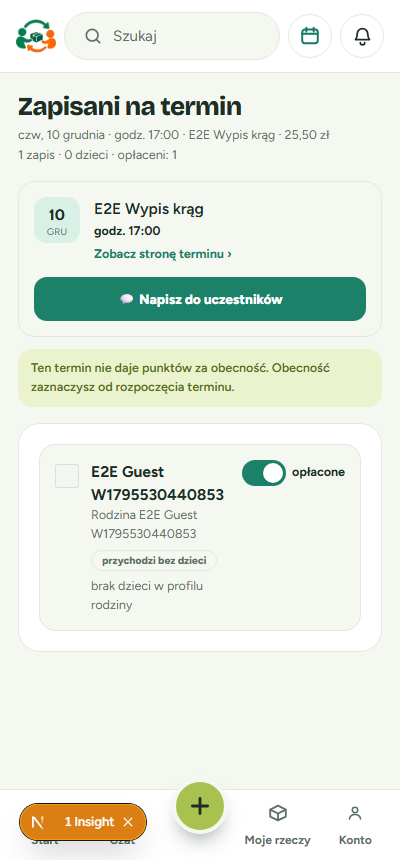 Szukaj
Zapisani na termin
czw, 10 grudnia · godz. 17:00 · E2E Wypis krąg · 25,50 zł
1 zapis · 0 dzieci · opłaceni: 1
10
GRU
E2E Wypis krąg
godz. 17:00
Zobacz stronę terminu ›
💬 Napisz do uczestników
Ten termin nie daje punktów za obecność. Obecność
zaznaczysz od rozpoczęcia terminu.
E2E Guest
W1795530440853
opłacone
Rodzina E2E Guest
W1795530440853
przychodzi bez dzieci
brak dzieci w profilu
rodziny
N 1 Insight ×
Start
Czat
Moje rzeczy
Konto